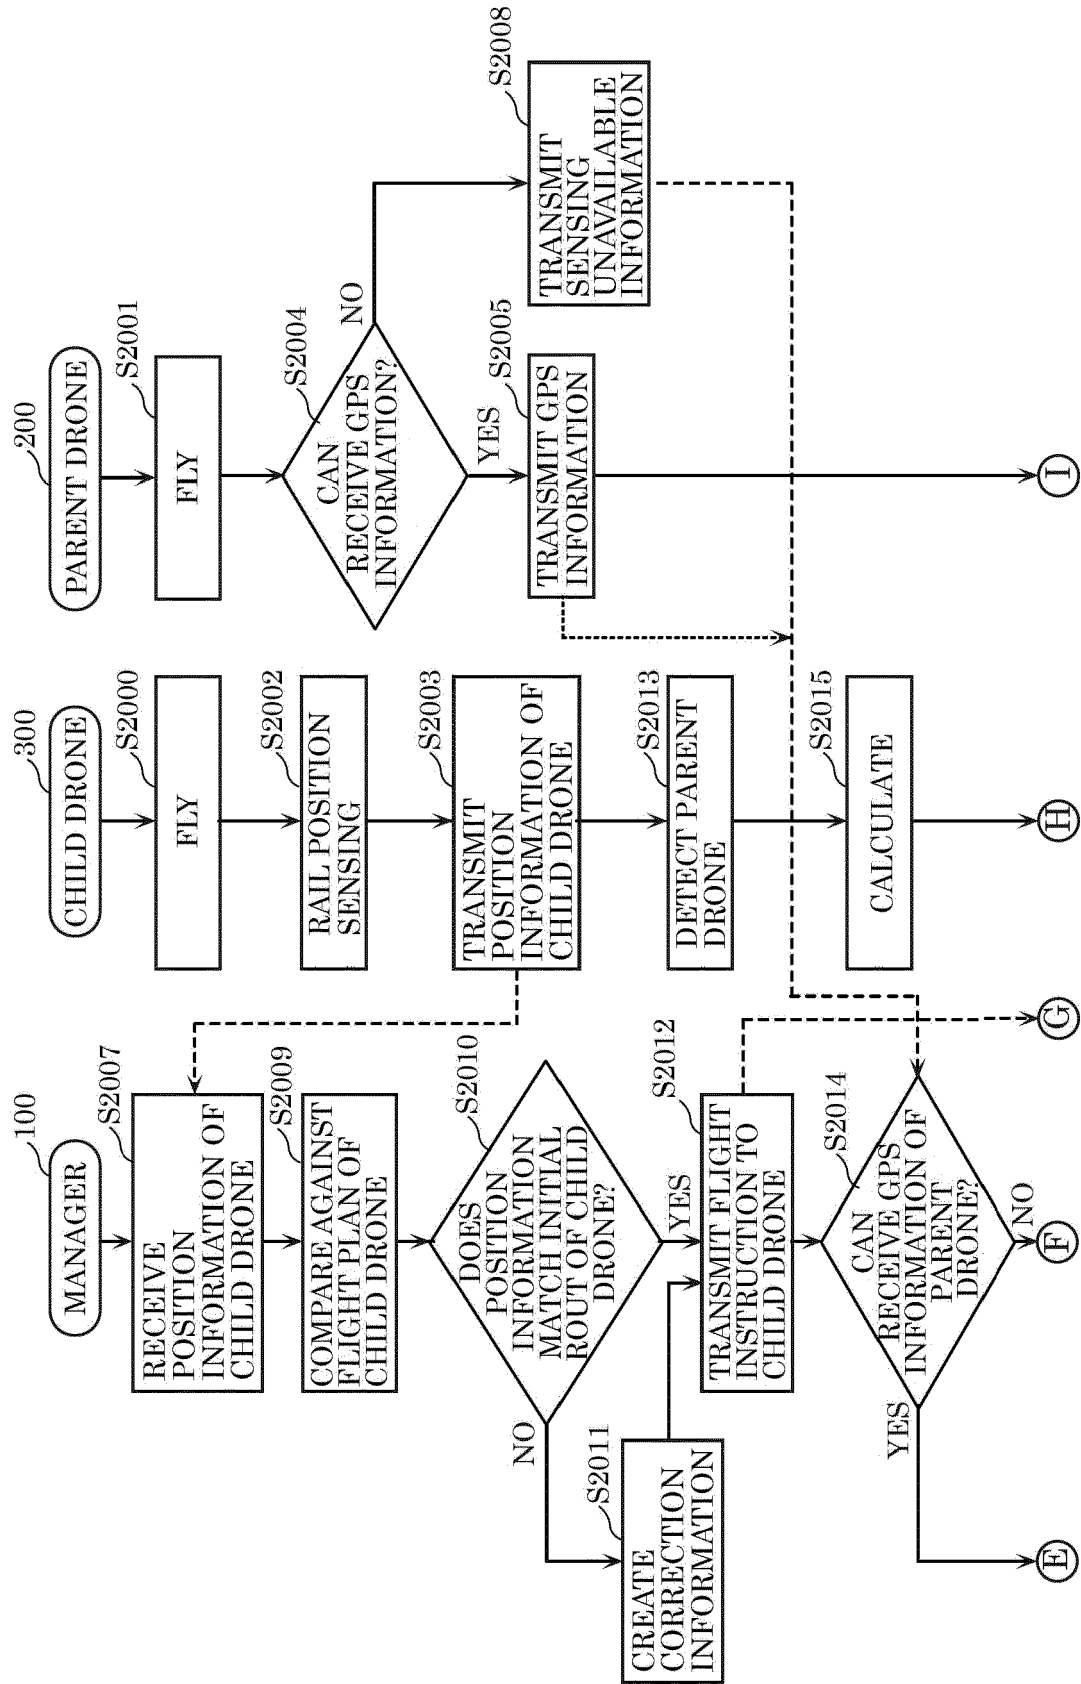 100
MANAGER
S2007
RECEIVE
POSITION
INFORMATION OF
CHILD DRONE
S2009
COMPARE AGAINST
FLIGHT PLAN OF
CHILD DRONE
S2010
DOES
POSITION
INFORMATION
MATCH INITIAL
ROUT OF CHILD
DRONE?
NO
YES
S2011
CREATE
CORRECTION
INFORMATION
S2012
TRANSMIT FLIGHT
INSTRUCTION TO
CHILD DRONE
S2014
CAN
RECEIVE GPS
INFORMATION OF
PARENT
DRONE?
YES
NO
E
F
G
300
CHILD DRONE
S2000
FLY
S2002
RAIL POSITION
SENSING
S2003
TRANSMIT
POSITION
INFORMATION OF
CHILD DRONE
S2013
DETECT PARENT
DRONE
S2015
CALCULATE
H
200
PARENT DRONE
S2001
FLY
S2004
CAN
RECEIVE GPS
INFORMATION?
NO
YES
S2005
TRANSMIT GPS
INFORMATION
S2008
TRANSMIT
SENSING
UNAVAILABLE
INFORMATION
I